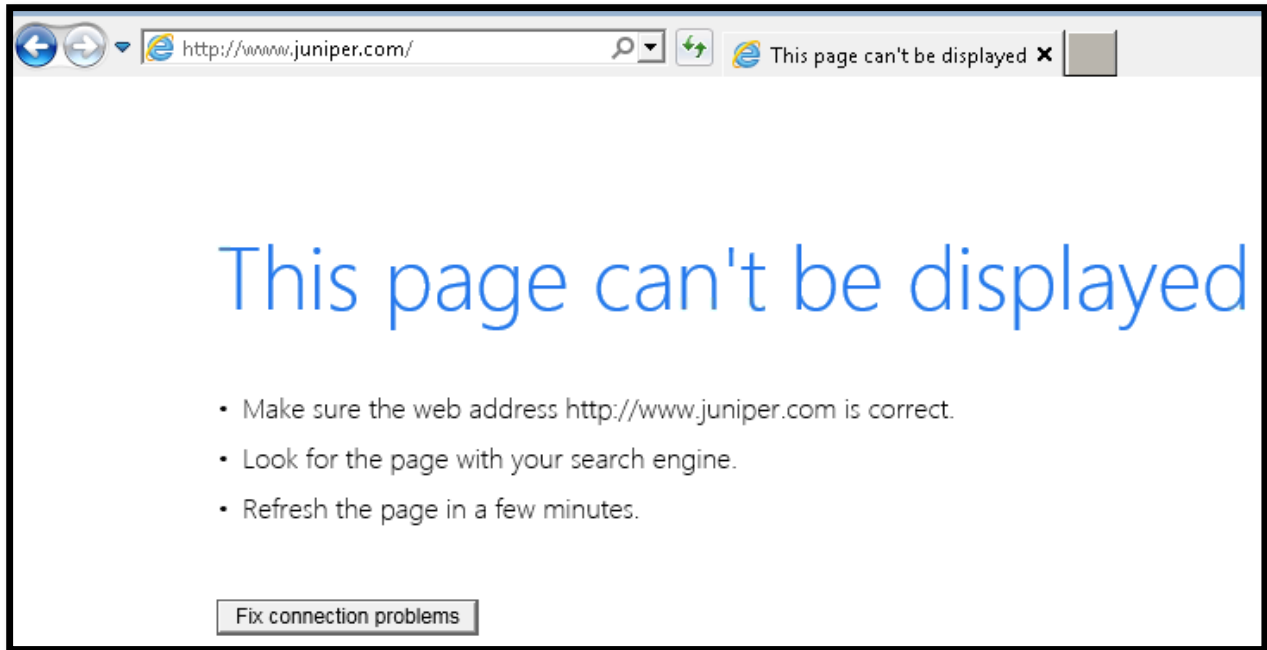 http://www.juniper.com/
This page can't be displayed
This page can't be displayed
• Make sure the web address http://www.juniper.com is correct.
• Look for the page with your search engine.
• Refresh the page in a few minutes.
Fix connection problems